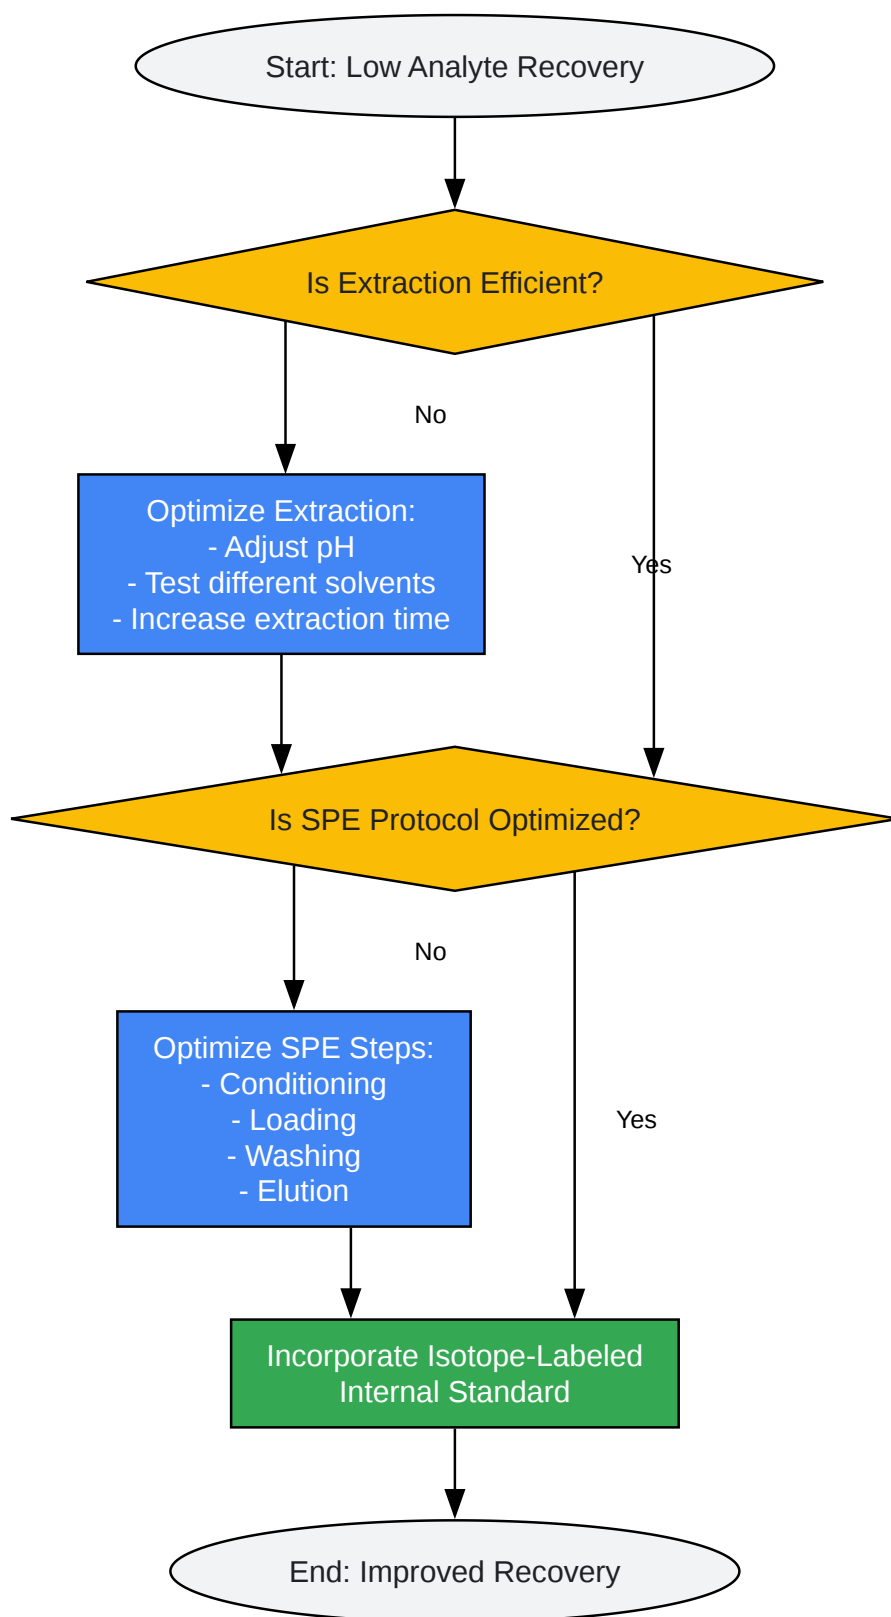 Start: Low Analyte Recovery
Is Extraction Efficient?
No
Optimize Extraction:
- Adjust pH
- Test different solvents
- Increase extraction time
Yes
Is SPE Protocol Optimized?
No
Optimize SPE Steps:
- Conditioning
- Loading
- Washing
- Elution
Yes
Incorporate Isotope-Labeled
Internal Standard
End: Improved Recovery